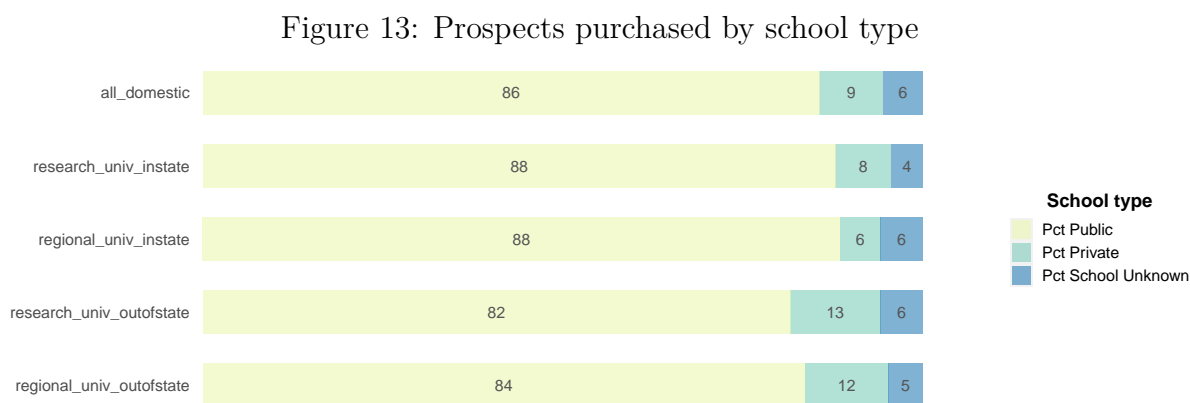 Figure 13: Prospects purchased by school type
all_domestic 86 9 6
research_univ_instate 88 8 4
regional_univ_instate 88 6 6
research_univ_outofstate 82 13 6
regional_univ_outofstate 84 12 5
School type
Pct Public
Pct Private
Pct School Unknown